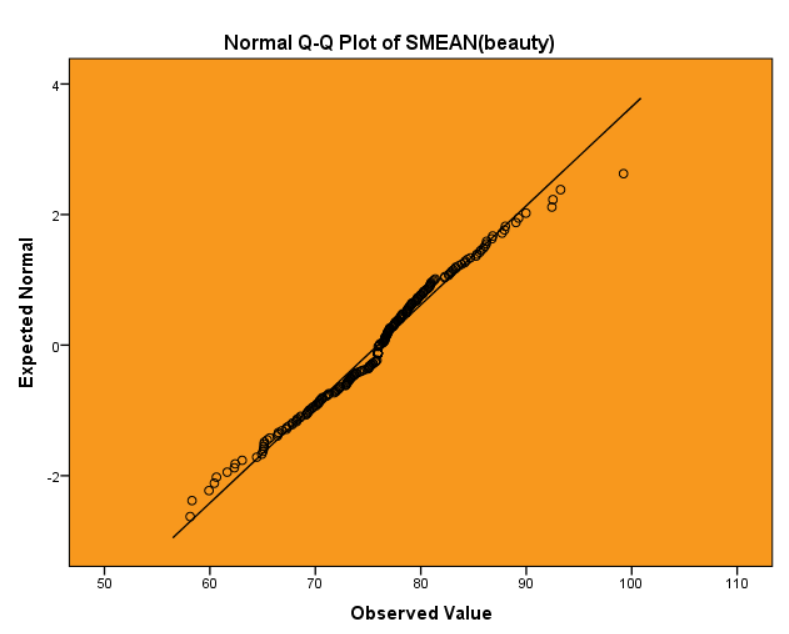 Normal Q-Q Plot of SMEAN(beauty)
4
2
0
-2
Expected Normal
50 60 70 80 90 100 110
Observed Value